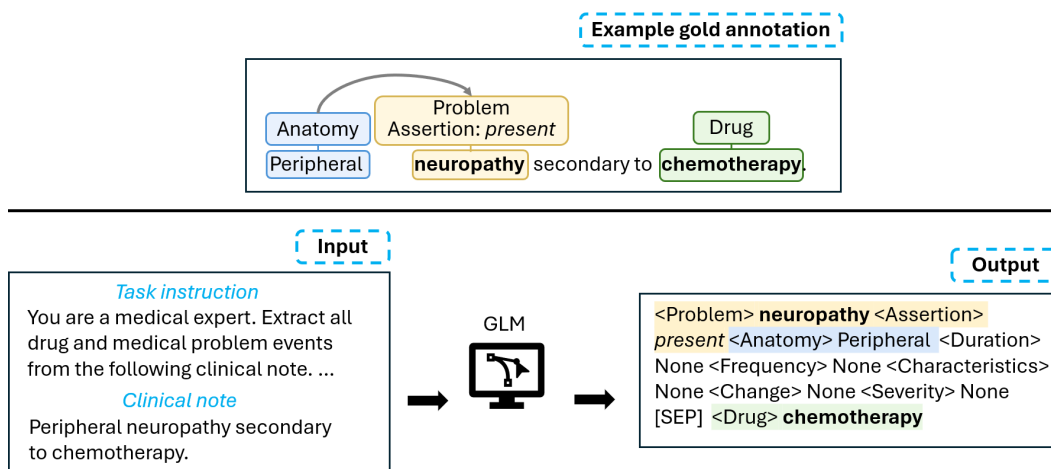 Example gold annotation
Problem
Anatomy
Assertion: present
Drug
Peripheral neuropathy secondary to chemotherapy.
Input
Task instruction
You are a medical expert. Extract all
drug and medical problem events
from the following clinical note. ...
Clinical note
Peripheral neuropathy secondary
to chemotherapy.
GLM
Output
<Problem> neuropathy <Assertion>
present <Anatomy> Peripheral <Duration>
None <Frequency> None <Characteristics>
None <Change> None <Severity> None
[SEP] <Drug> chemotherapy